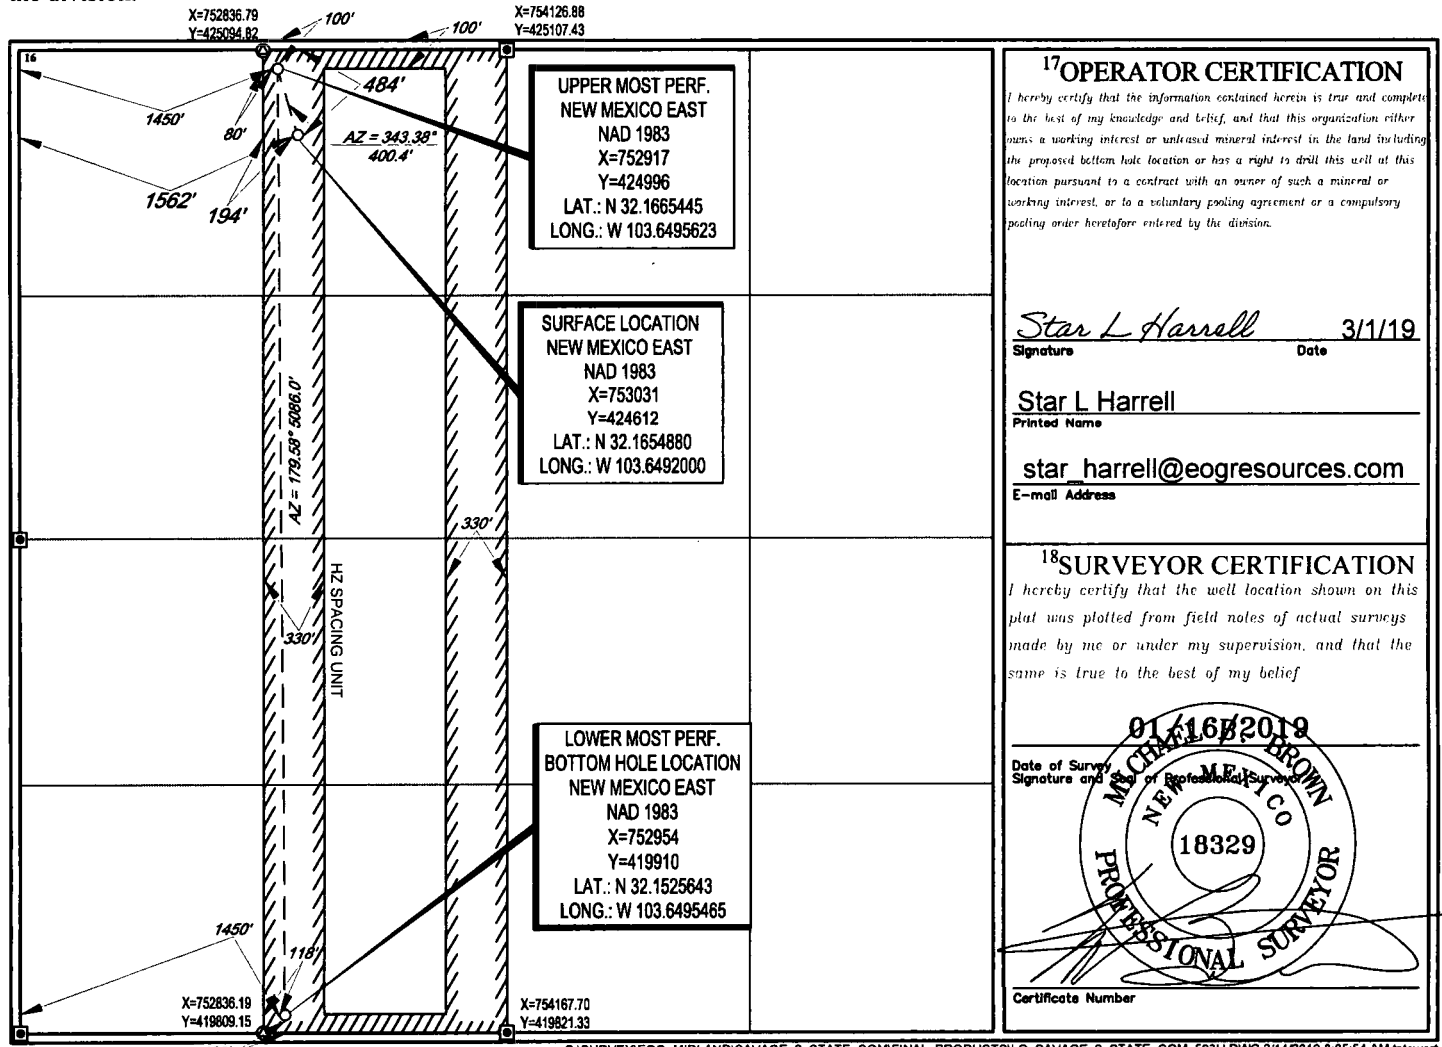 the division.
X=752836.79
Y=425094.82
100'
100'
X=754126.88
Y=425107.43
16
1450'
80'
484'
AZ = 343.38°
400.4'
1562'
194'
UPPER MOST PERF.
NEW MEXICO EAST
NAD 1983
X=752917
Y=424996
LAT.: N 32.1665445
LONG.: W 103.6495623
SURFACE LOCATION
NEW MEXICO EAST
NAD 1983
X=753031
Y=424612
LAT.: N 32.1654880
LONG.: W 103.6492000
AZ = 179.58° 5086.0'
330'
330'
HZ SPACING UNIT
LOWER MOST PERF.
BOTTOM HOLE LOCATION
NEW MEXICO EAST
NAD 1983
X=752954
Y=419910
LAT.: N 32.1525643
LONG.: W 103.6495465
1450'
118'
X=752836.19
Y=419809.15
X=754167.70
Y=419821.33
17OPERATOR CERTIFICATION
I hereby certify that the information contained herein is true and complete
to the best of my knowledge and belief, and that this organization either
owns a working interest or unleased mineral interest in the land including
the proposed bottom hole location or has a right to drill this well at this
location pursuant to a contract with an owner of such a mineral or
working interest, or to a voluntary pooling agreement or a compulsory
pooling order heretofore entered by the division.
Star L Harrell 3/1/19
Signature Date
Star L Harrell
Printed Name
star_harrell@eogresources.com
E-mail Address
18SURVEYOR CERTIFICATION
I hereby certify that the well location shown on this
plat was plotted from field notes of actual surveys
made by me or under my supervision, and that the
same is true to the best of my belief
01/16/2019
Date of Survey
Signature and Seal of Professional Surveyor
MICHAEL B. BROWN
NEW MEXICO
18329
PROFESSIONAL SURVEYOR
Certificate Number